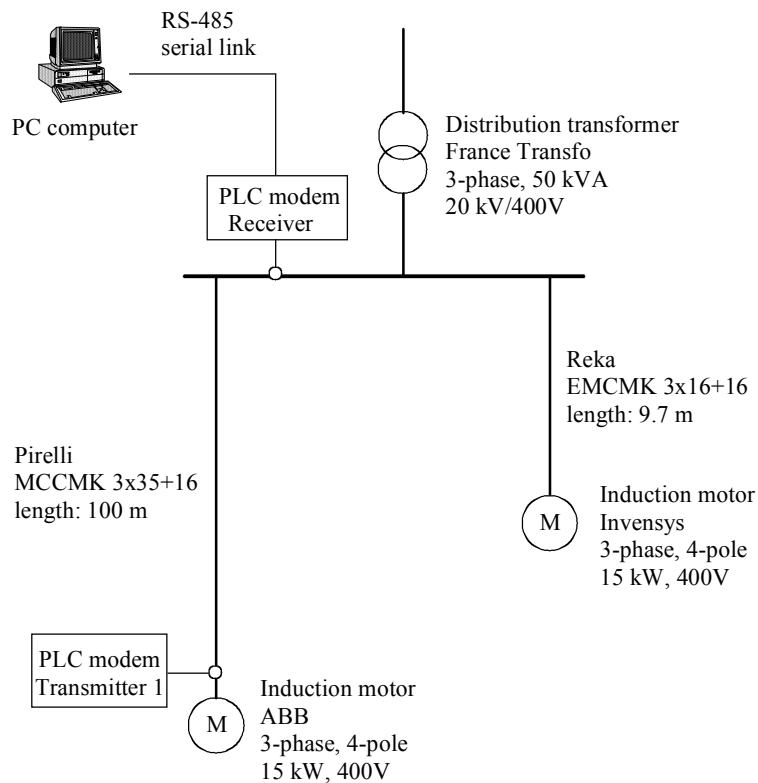 RS-485
serial link
PC computer
PLC modem
Receiver
Distribution transformer
France Transfo
3-phase, 50 kVA
20 kV/400V
Reka
EMCMK 3x16+16
length: 9.7 m
Pirelli
MCCMK 3x35+16
length: 100 m
M
Induction motor
Invensys
3-phase, 4-pole
15 kW, 400V
PLC modem
Transmitter 1
M
Induction motor
ABB
3-phase, 4-pole
15 kW, 400V